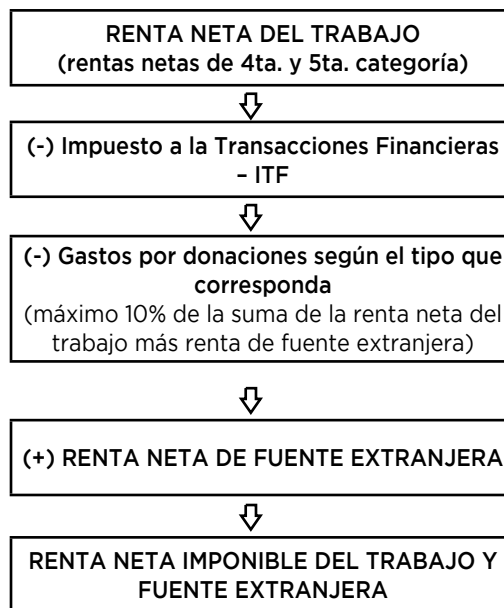 RENTA NETA DEL TRABAJO
(rentas netas de 4ta. y 5ta. categoría)
(-) Impuesto a la Transacciones Financieras
– ITF
(-) Gastos por donaciones según el tipo que
corresponda
(máximo 10% de la suma de la renta neta del
trabajo más renta de fuente extranjera)
(+) RENTA NETA DE FUENTE EXTRANJERA
RENTA NETA IMPONIBLE DEL TRABAJO Y
FUENTE EXTRANJERA